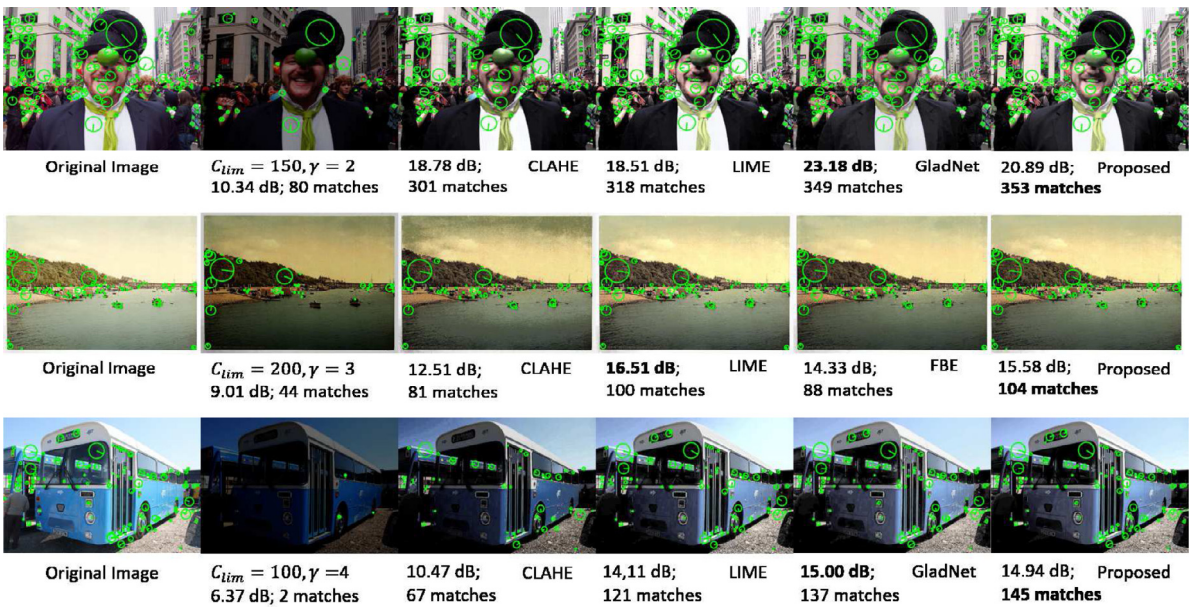 Original Image
C_lim = 150, γ = 2
10.34 dB; 80 matches
18.78 dB; CLAHE
301 matches
18.51 dB; LIME
318 matches
23.18 dB; GladNet
349 matches
20.89 dB; Proposed
353 matches
Original Image
C_lim = 200, γ = 3
9.01 dB; 44 matches
12.51 dB; CLAHE
81 matches
16.51 dB; LIME
100 matches
14.33 dB; FBE
88 matches
15.58 dB; Proposed
104 matches
Original Image
C_lim = 100, γ =4
6.37 dB; 2 matches
10.47 dB; CLAHE
67 matches
14,11 dB; LIME
121 matches
15.00 dB; GladNet
137 matches
14.94 dB; Proposed
145 matches